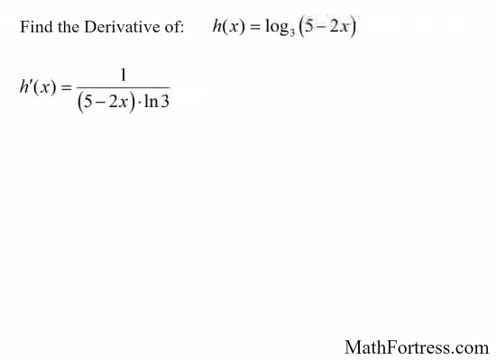 Find the Derivative of: h(x) = log₃(5 − 2x)
h′(x) = 1 / ((5 − 2x) · ln 3)
MathFortress.com